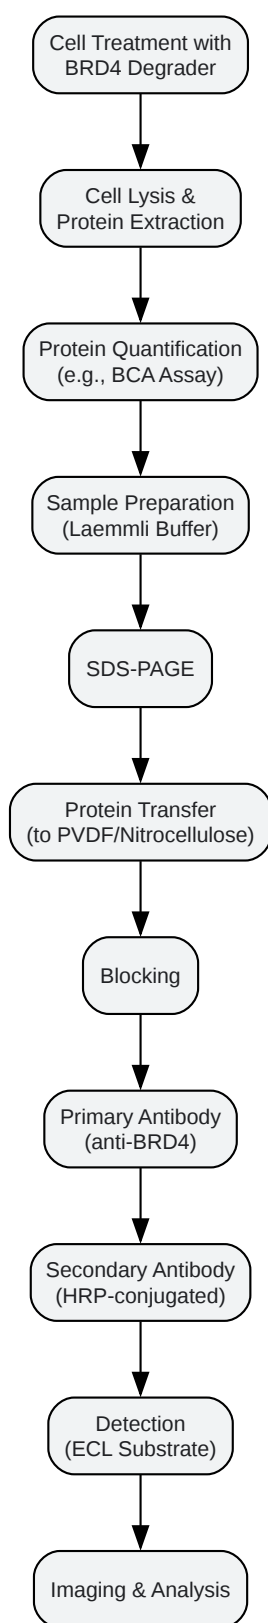 Cell Treatment with
BRD4 Degrader
Cell Lysis &
Protein Extraction
Protein Quantification
(e.g., BCA Assay)
Sample Preparation
(Laemmli Buffer)
SDS-PAGE
Protein Transfer
(to PVDF/Nitrocellulose)
Blocking
Primary Antibody
(anti-BRD4)
Secondary Antibody
(HRP-conjugated)
Detection
(ECL Substrate)
Imaging & Analysis